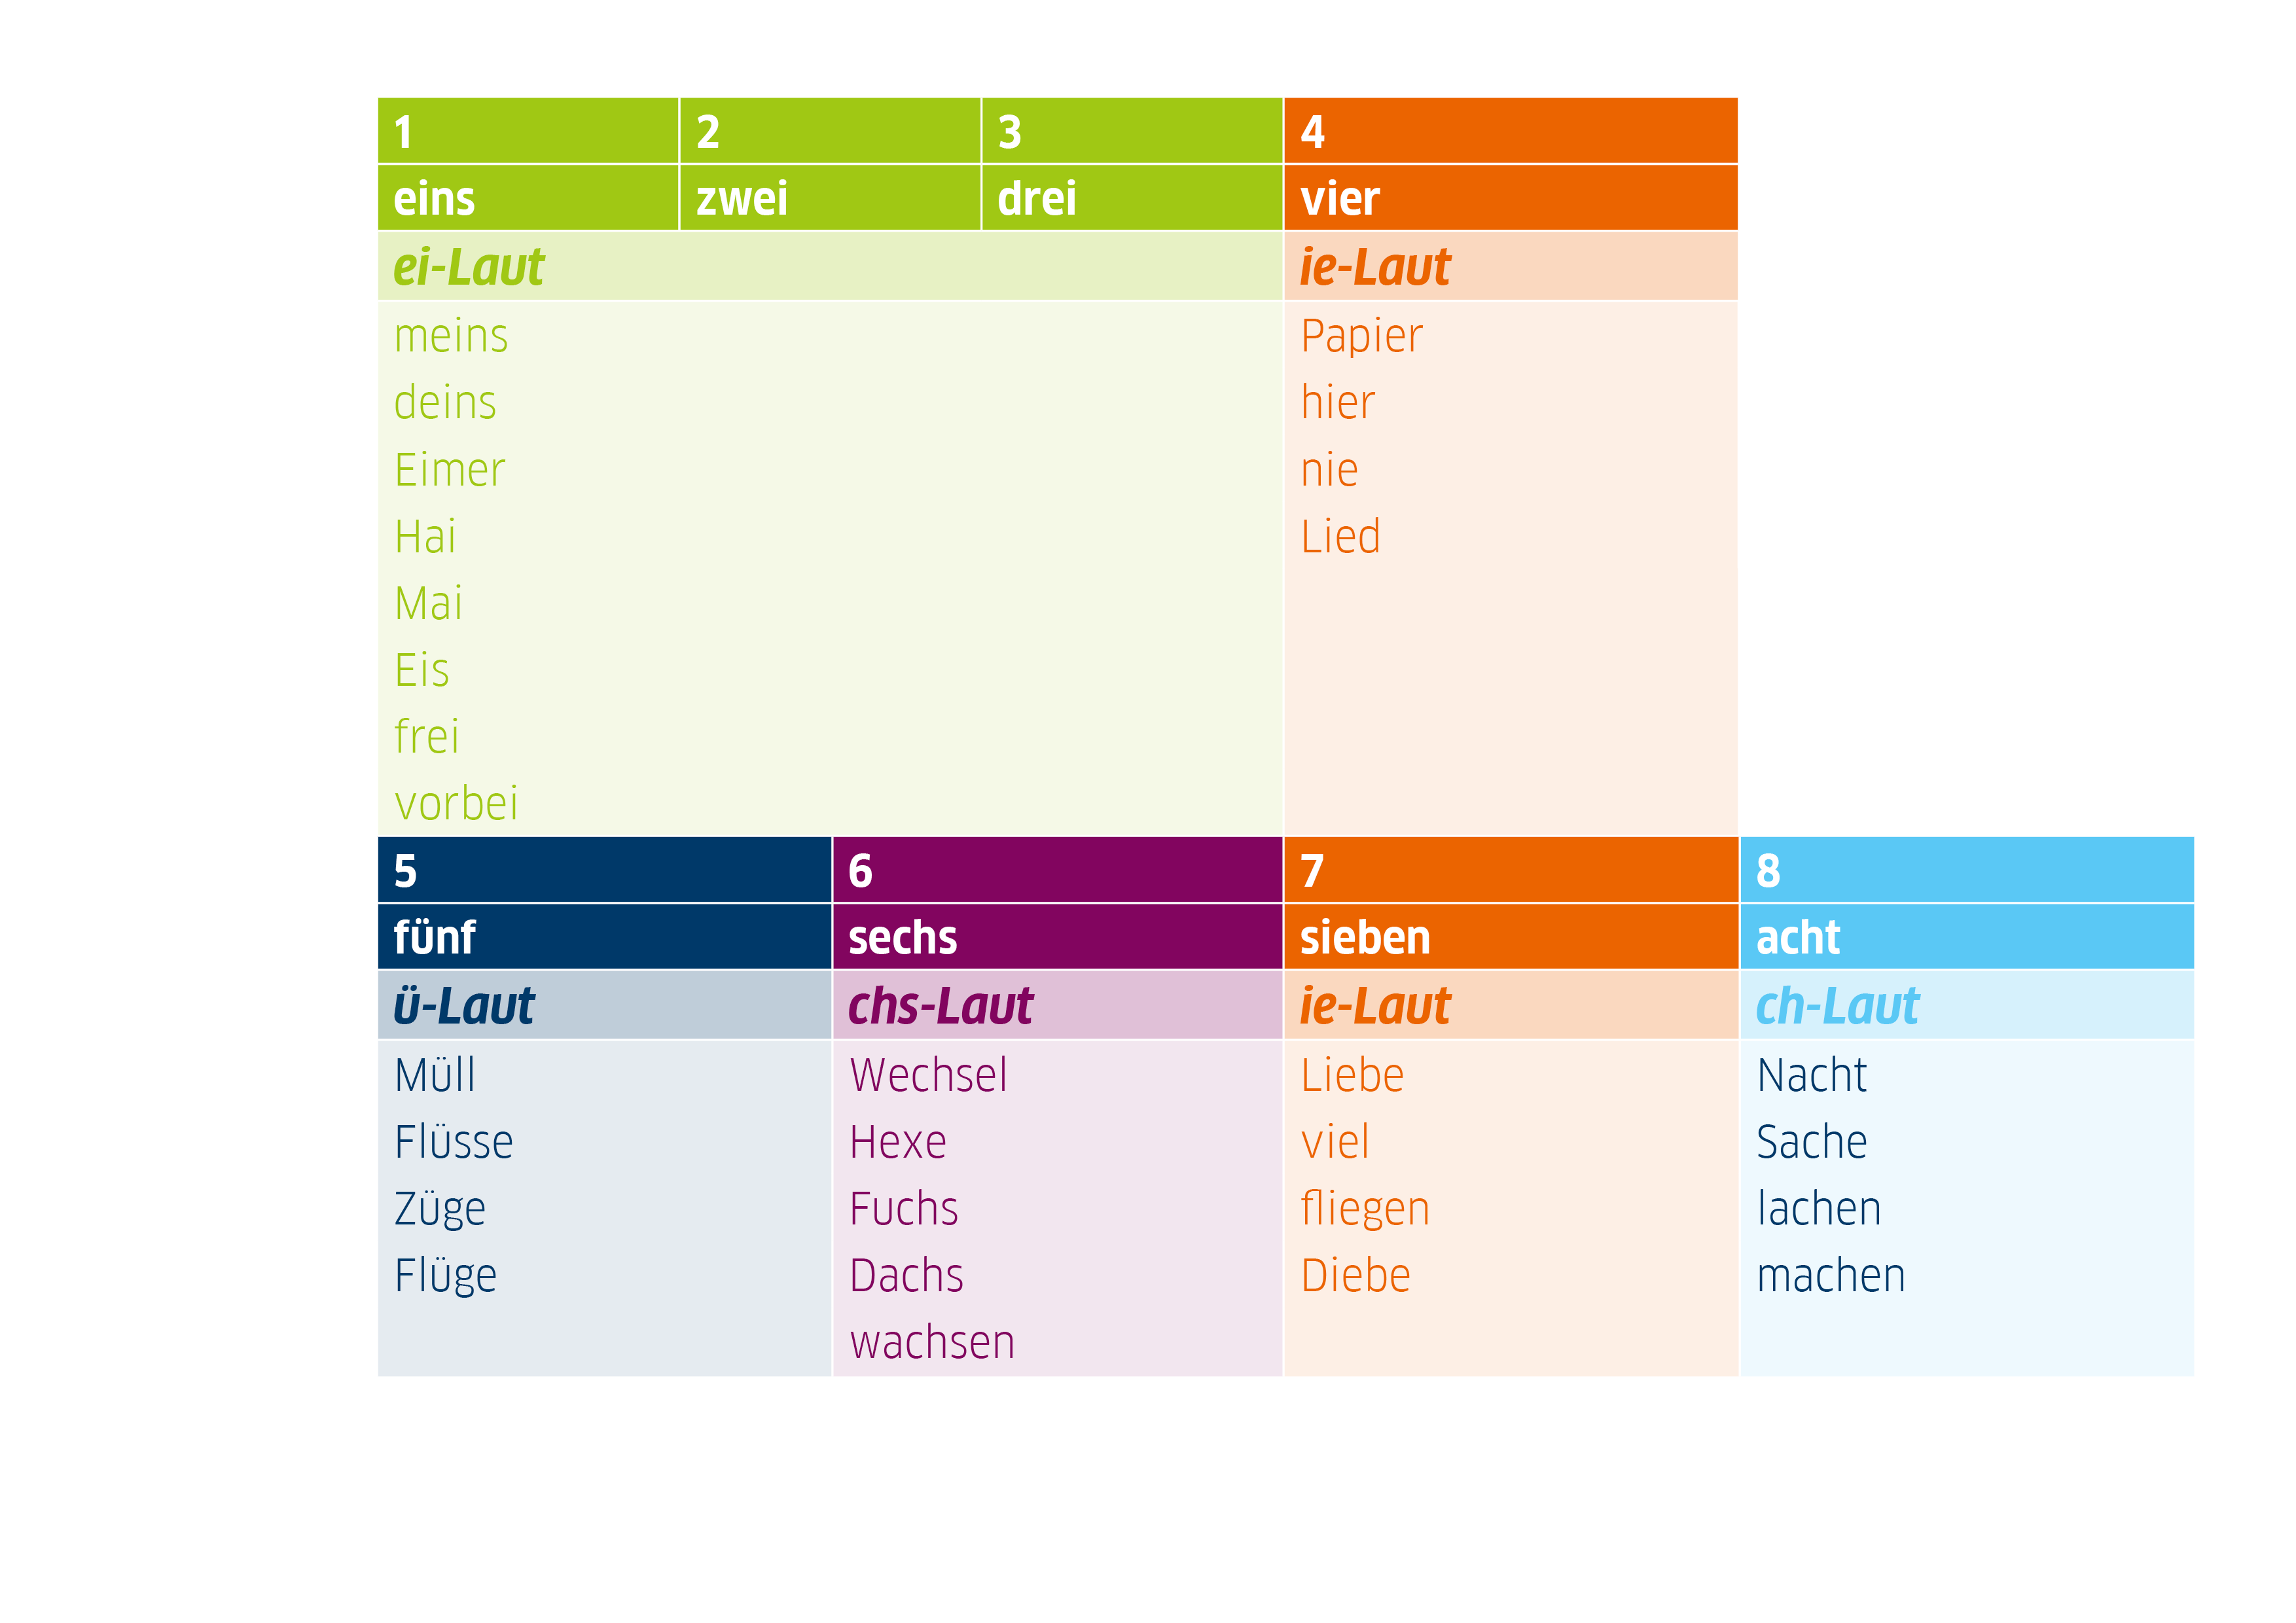 1 2 3 4
eins zwei drei vier
ei-Laut ie-Laut
meins Papier
deins hier
Eimer nie
Hai Lied
Mai
Eis
frei
vorbei
5 6 7 8
fünf sechs sieben acht
ü-Laut chs-Laut ie-Laut ch-Laut
Müll Wechsel Liebe Nacht
Flüsse Hexe viel Sache
Züge Fuchs fliegen lachen
Flüge Dachs Diebe machen
wachsen